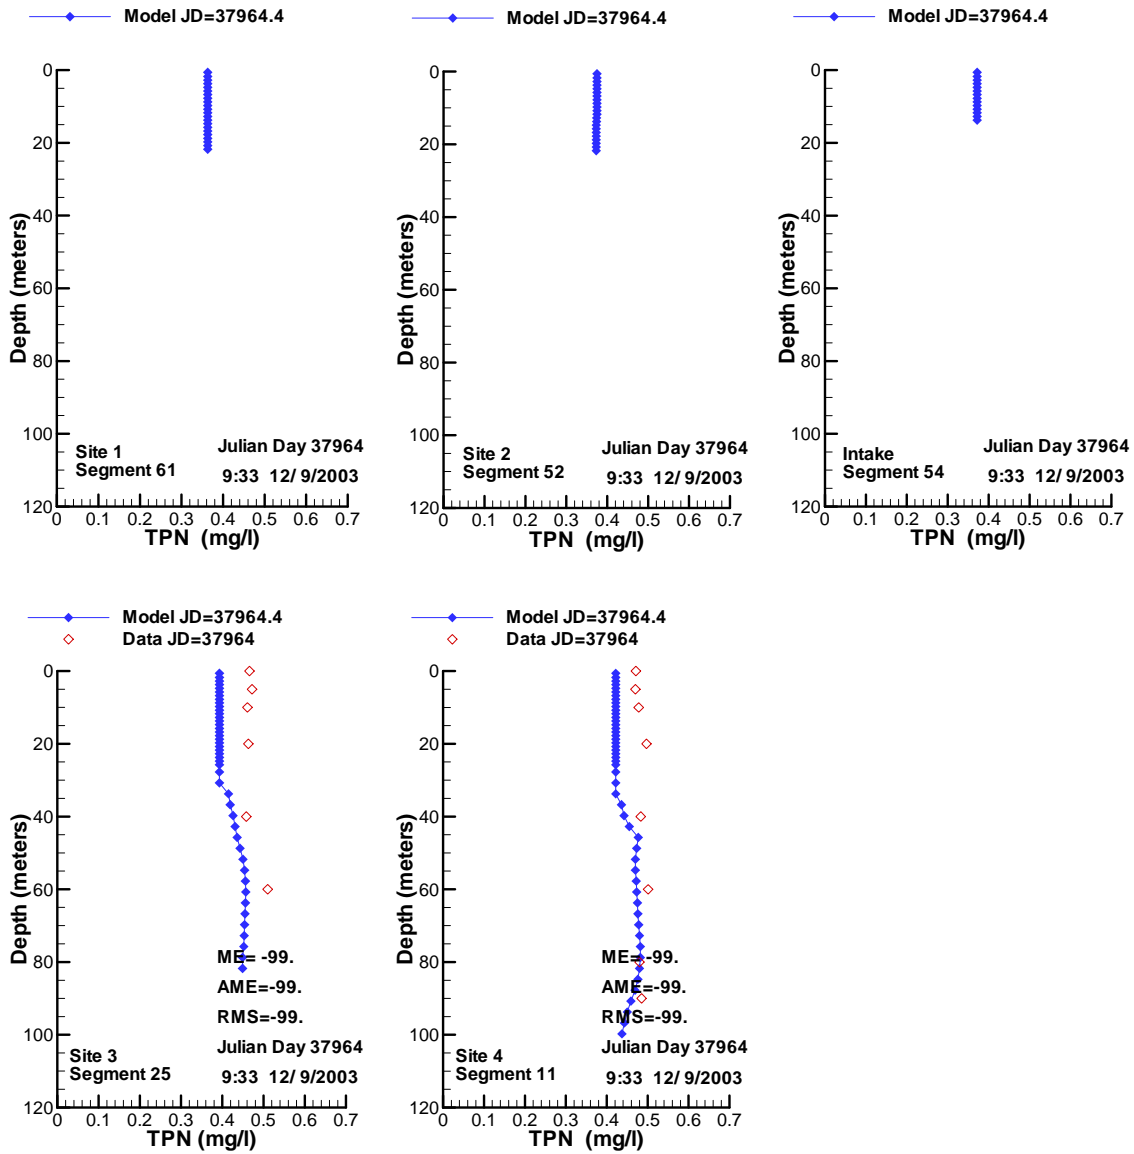 Model JD=37964.4
0
20
40
60
80
100
120
Depth (meters)
Site 1
Segment 61
Julian Day 37964
9:33 12/ 9/2003
0 0.1 0.2 0.3 0.4 0.5 0.6 0.7
TPN (mg/l)
Model JD=37964.4
0
20
40
60
80
100
120
Depth (meters)
Site 2
Segment 52
Julian Day 37964
9:33 12/ 9/2003
0 0.1 0.2 0.3 0.4 0.5 0.6 0.7
TPN (mg/l)
Model JD=37964.4
0
20
40
60
80
100
120
Depth (meters)
Intake
Segment 54
Julian Day 37964
9:33 12/ 9/2003
0 0.1 0.2 0.3 0.4 0.5 0.6 0.7
TPN (mg/l)
Model JD=37964.4
Data JD=37964
0
20
40
60
80
100
120
Depth (meters)
ME= -99.
AME=-99.
RMS=-99.
Site 3
Segment 25
Julian Day 37964
9:33 12/ 9/2003
0 0.1 0.2 0.3 0.4 0.5 0.6 0.7
TPN (mg/l)
Model JD=37964.4
Data JD=37964
0
20
40
60
80
100
120
Depth (meters)
ME= -99.
AME=-99.
RMS=-99.
Site 4
Segment 11
Julian Day 37964
9:33 12/ 9/2003
0 0.1 0.2 0.3 0.4 0.5 0.6 0.7
TPN (mg/l)